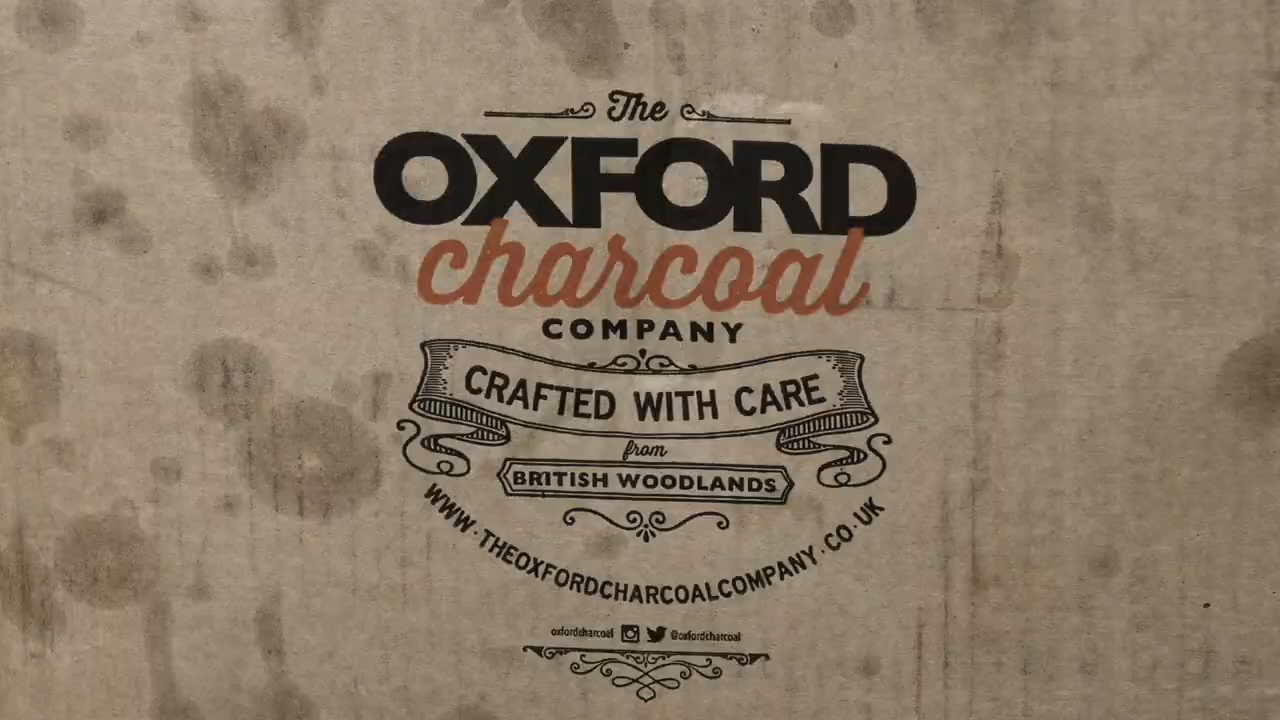 The
OXFORD
charcoal
COMPANY
CRAFTED WITH CARE
from
BRITISH WOODLANDS
WWW·THEOXFORDCHARCOALCOMPANY·CO·UK
oxfordcharcoal @oxfordcharcoal